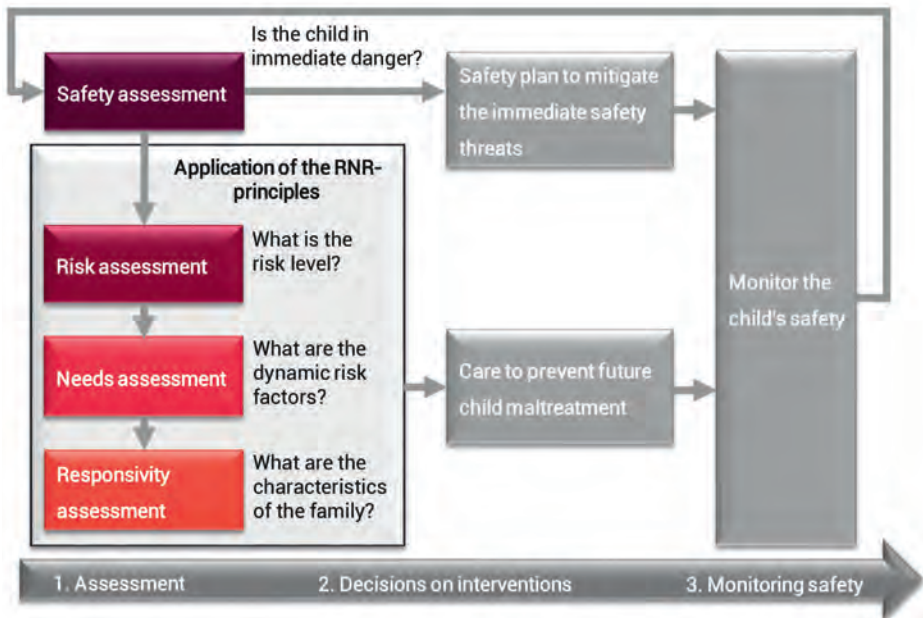 Is the child in
immediate danger?
Safety assessment
Safety plan to mitigate
the immediate safety
threats
Application of the RNR-
principles
Risk assessment
What is the
risk level?
Monitor the
child's safety
Needs assessment
What are the
dynamic risk
factors?
Care to prevent future
child maltreatment
Responsivity
assessment
What are the
characteristics
of the family?
1. Assessment
2. Decisions on interventions
3. Monitoring safety